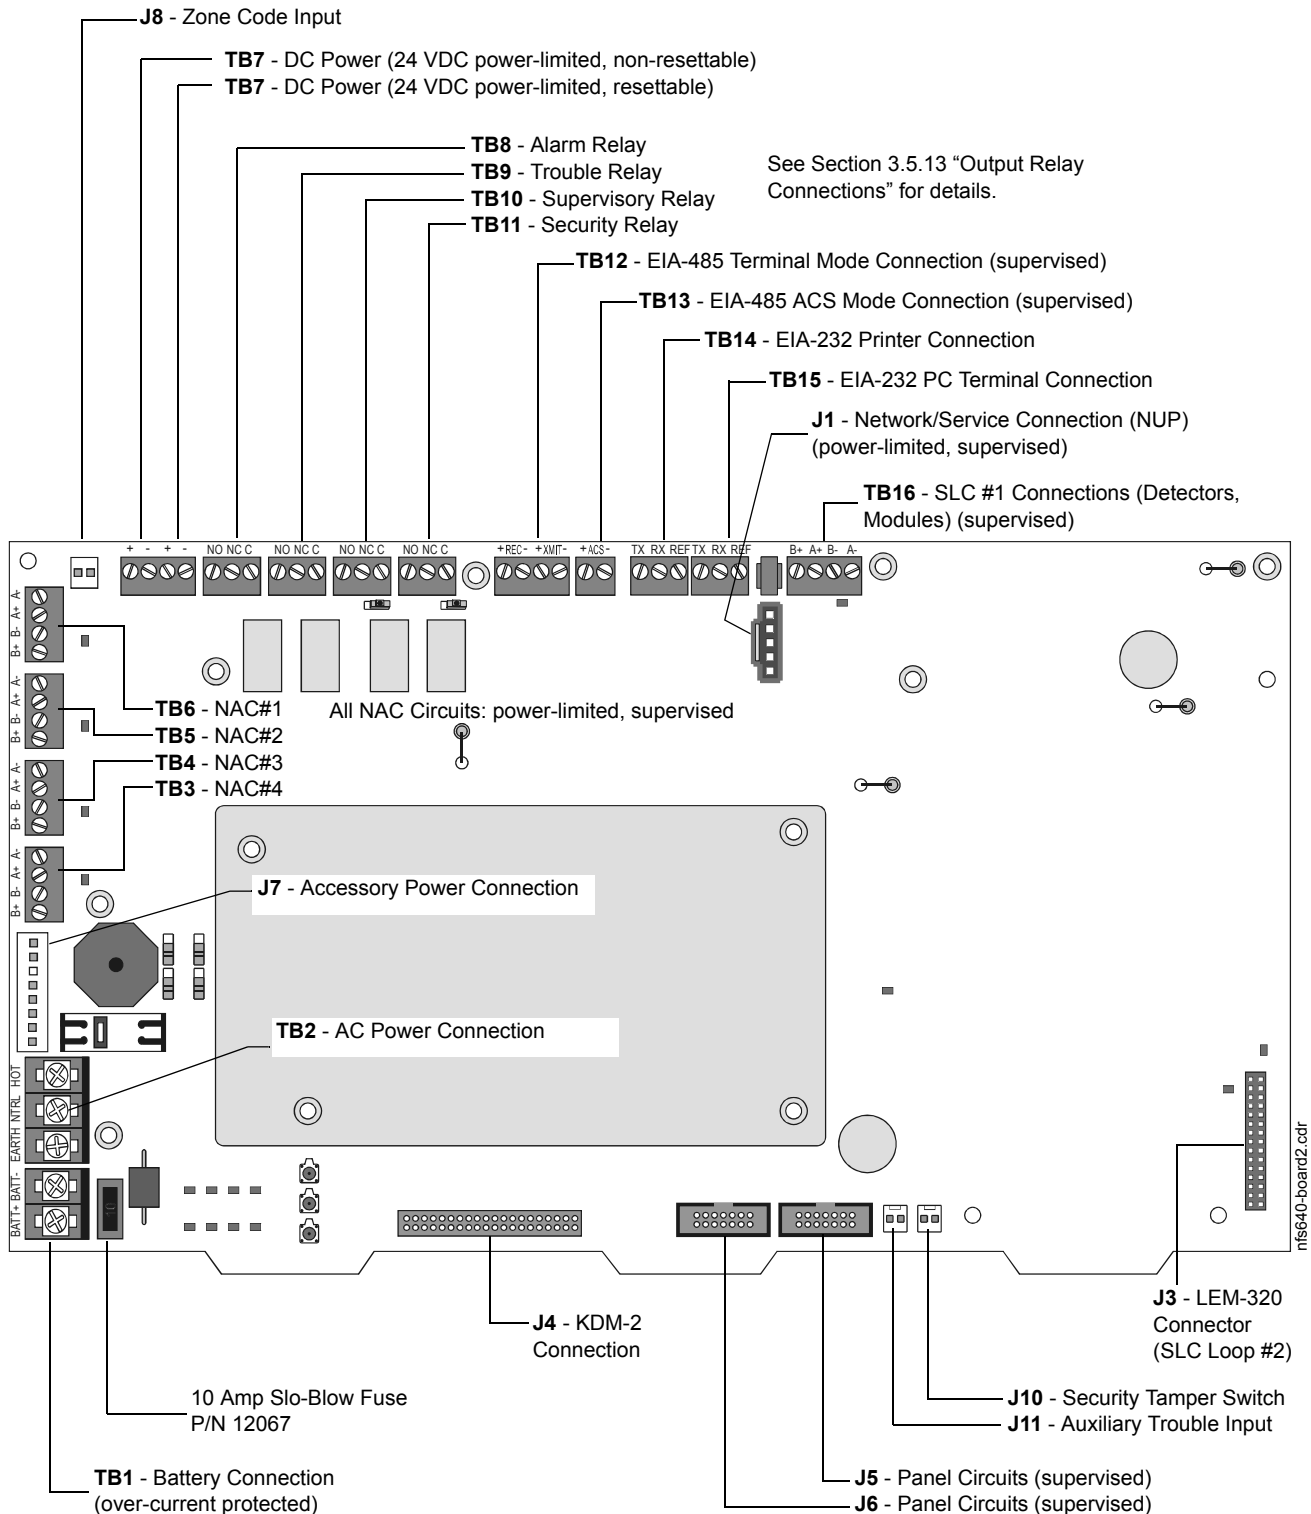 J8 - Zone Code Input
TB7 - DC Power (24 VDC power-limited, non-resettable)
TB7 - DC Power (24 VDC power-limited, resettable)
TB8 - Alarm Relay
TB9 - Trouble Relay
TB10 - Supervisory Relay
TB11 - Security Relay
See Section 3.5.13 “Output Relay
Connections” for details.
TB12 - EIA-485 Terminal Mode Connection (supervised)
TB13 - EIA-485 ACS Mode Connection (supervised)
TB14 - EIA-232 Printer Connection
TB15 - EIA-232 PC Terminal Connection
J1 - Network/Service Connection (NUP)
(power-limited, supervised)
TB16 - SLC #1 Connections (Detectors,
Modules) (supervised)
+ - + -
NO NC C
NO NC C
NO NC C
NO NC C
+REC- +XMIT-
+ACS-
TX RX REF
TX RX REF
B+ A+ B- A-
B+ B- A+ A-
B+ B- A+ A-
B+ B- A+ A-
B+ B- A+ A-
TB6 - NAC#1
TB5 - NAC#2
TB4 - NAC#3
TB3 - NAC#4
All NAC Circuits: power-limited, supervised
J7 - Accessory Power Connection
TB2 - AC Power Connection
EARTH NTRL HOT
BATT+ BATT-
10
nfs640-board2.cdr
J4 - KDM-2
Connection
J3 - LEM-320
Connector
(SLC Loop #2)
10 Amp Slo-Blow Fuse
P/N 12067
J10 - Security Tamper Switch
J11 - Auxiliary Trouble Input
TB1 - Battery Connection
(over-current protected)
J5 - Panel Circuits (supervised)
J6 - Panel Circuits (supervised)